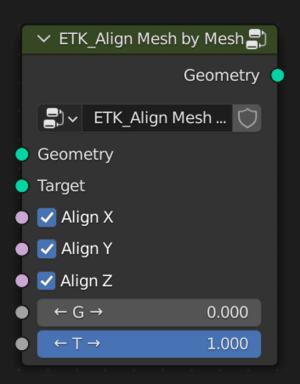 ETK_Align Mesh by Mesh
Geometry
ETK_Align Mesh ...
Geometry
Target
Align X
Align Y
Align Z
← G → 0.000
← T → 1.000